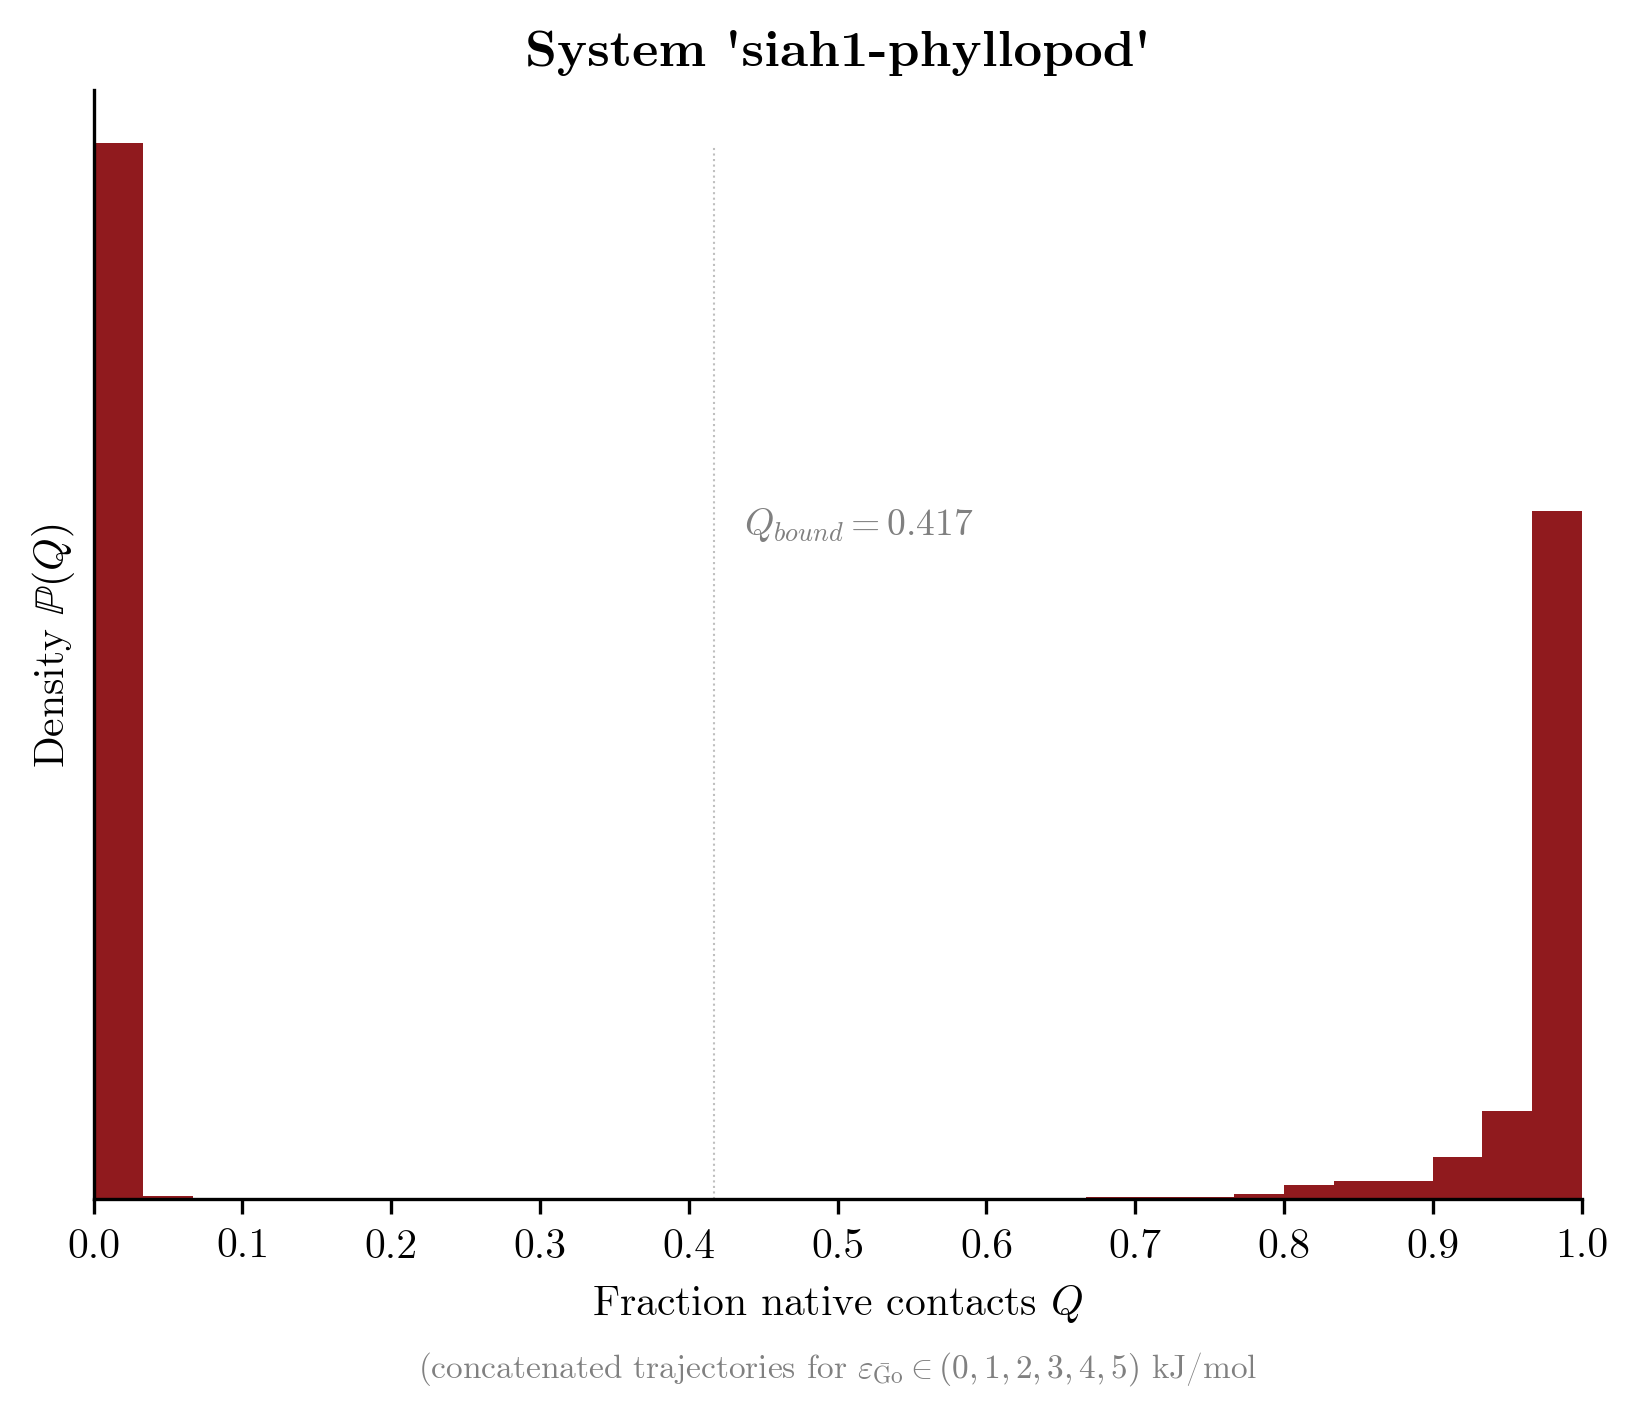 System 'siah1-phyllopod'
Density ℙ(Q)
Q_bound = 0.417
0.0 0.1 0.2 0.3 0.4 0.5 0.6 0.7 0.8 0.9 1.0
Fraction native contacts Q
(concatenated trajectories for ε_Ḡo ∈ (0, 1, 2, 3, 4, 5) kJ/mol